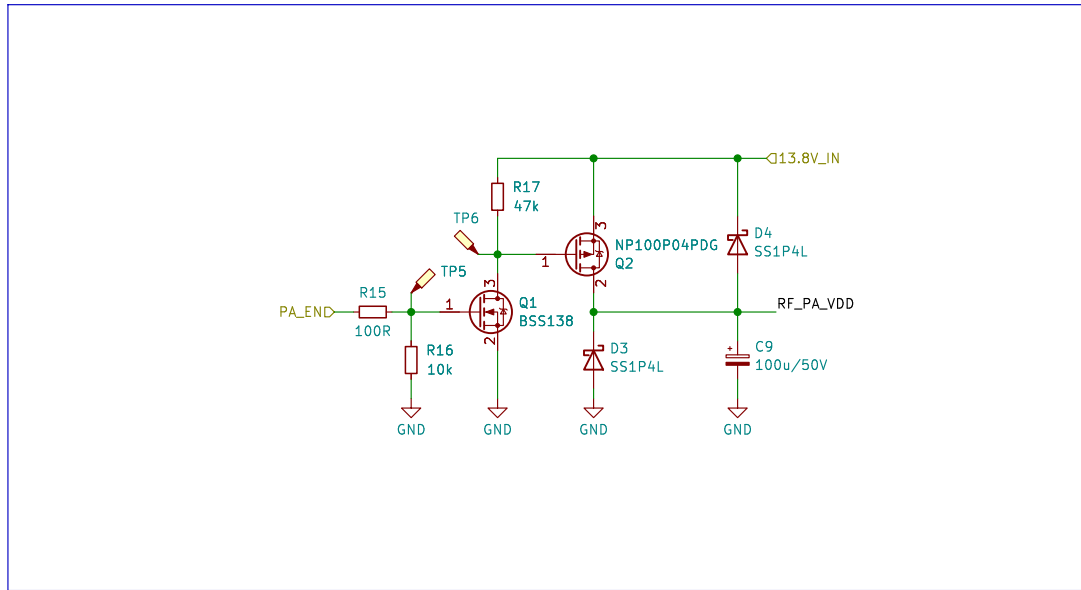 13.8V_IN
R17
47k
TP6
3
D4
SS1P4L
NP100P04PDG
Q2
1
2
TP5
3
R15
PA_EN
100R
1
Q1
BSS138
2
RF_PA_VDD
R16
10k
D3
SS1P4L
+
C9
100u/50V
GND
GND
GND
GND